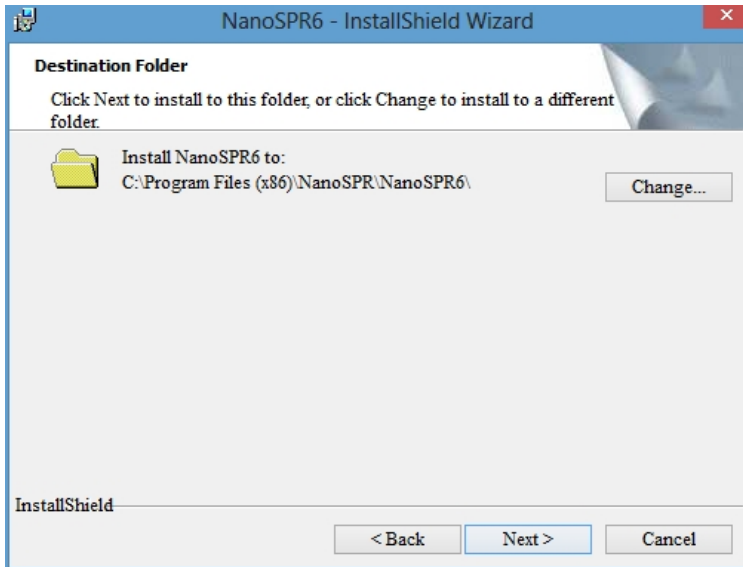 NanoSPR6 - InstallShield Wizard
Destination Folder
Click Next to install to this folder, or click Change to install to a different
folder.
Install NanoSPR6 to:
C:\Program Files (x86)\NanoSPR\NanoSPR6\
Change...
InstallShield
< Back
Next >
Cancel